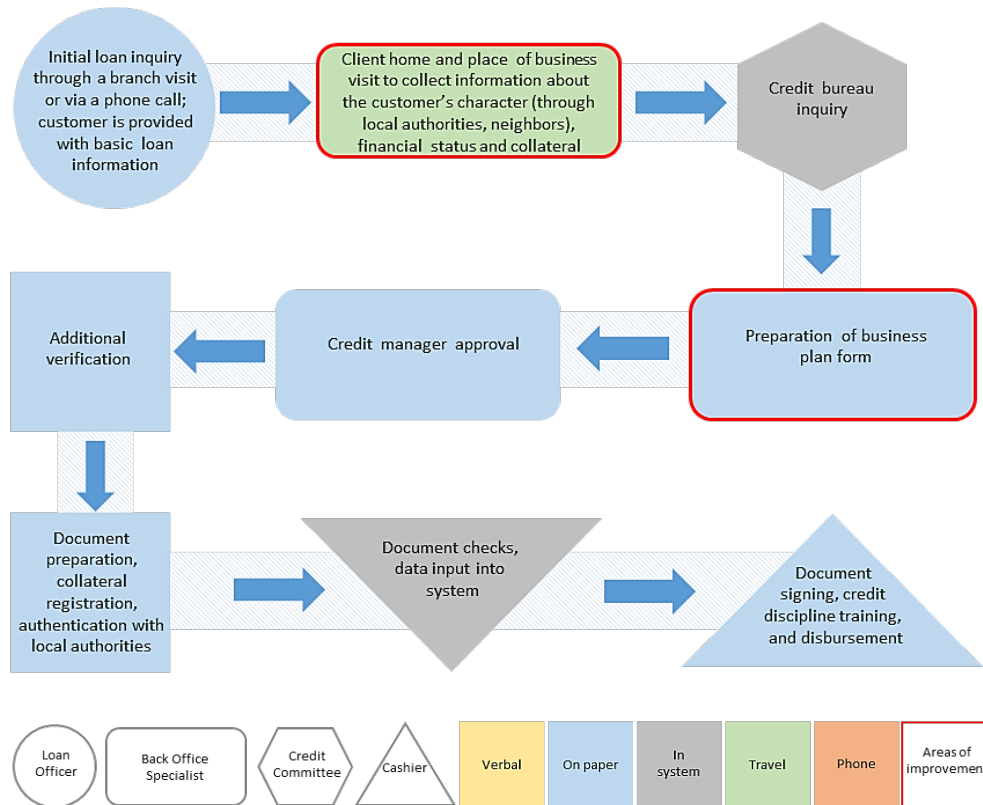 Initial loan inquiry
through a branch visit
or via a phone call;
customer is provided
with basic loan
information
Client home and place of business
visit to collect information about
the customer's character (through
local authorities, neighbors),
financial status and collateral
Credit bureau
inquiry
Preparation of business
plan form
Credit manager approval
Additional
verification
Document
preparation,
collateral
registration,
authentication with
local authorities
Document checks,
data input into
system
Document
signing, credit
discipline training,
and disbursement
Loan
Officer
Back Office
Specialist
Credit
Committee
Cashier
Verbal
On paper
In
system
Travel
Phone
Areas of
improvement